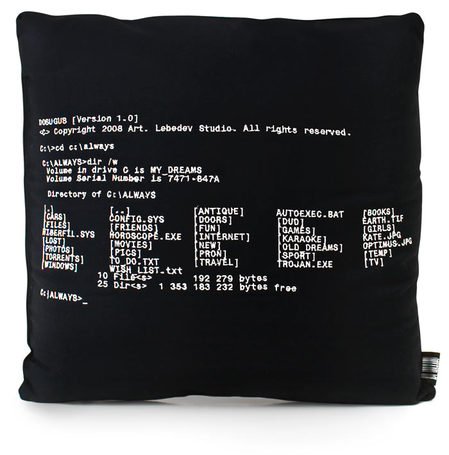 DOSUGUS [Version 1.0]
<C> Copyright 2008 Art. Lebedev Studio. All rights reserved.
C:\>cd c:\always
C:\ALWAYS>dir /w
Volume in drive C is MY_DREAMS
Volume Serial Number is 7471-847A
Directory of C:\ALWAYS
[.] [..] [ANTIQUE] AUTOEXEC.BAT [BOOKS]
[CARS] CONFIG.SYS [DOORS] [DUD] EARTH.TIF
[FILES] [FRIENDS] [FUN] [GAMES] [GIRLS]
HIBERFIL.SYS HOROSCOPE.EXE [INTERNET] [KARAOKE] KATE.JPG
[LOST] [MOVIES] [NEW] [OLD_DREAMS] OPTIMUS.JPG
[PHOTOS] [PICS] [PRON] [SPORT] [TEMP]
[TORRENTS] TO_DO.TXT [TRAVEL] TROJAN.EXE [TV]
[WINDOWS] WISH_LIST.txt
10 File<s> 192 279 bytes
25 Dir<s> 1 353 183 232 bytes free
C:\ALWAYS>_